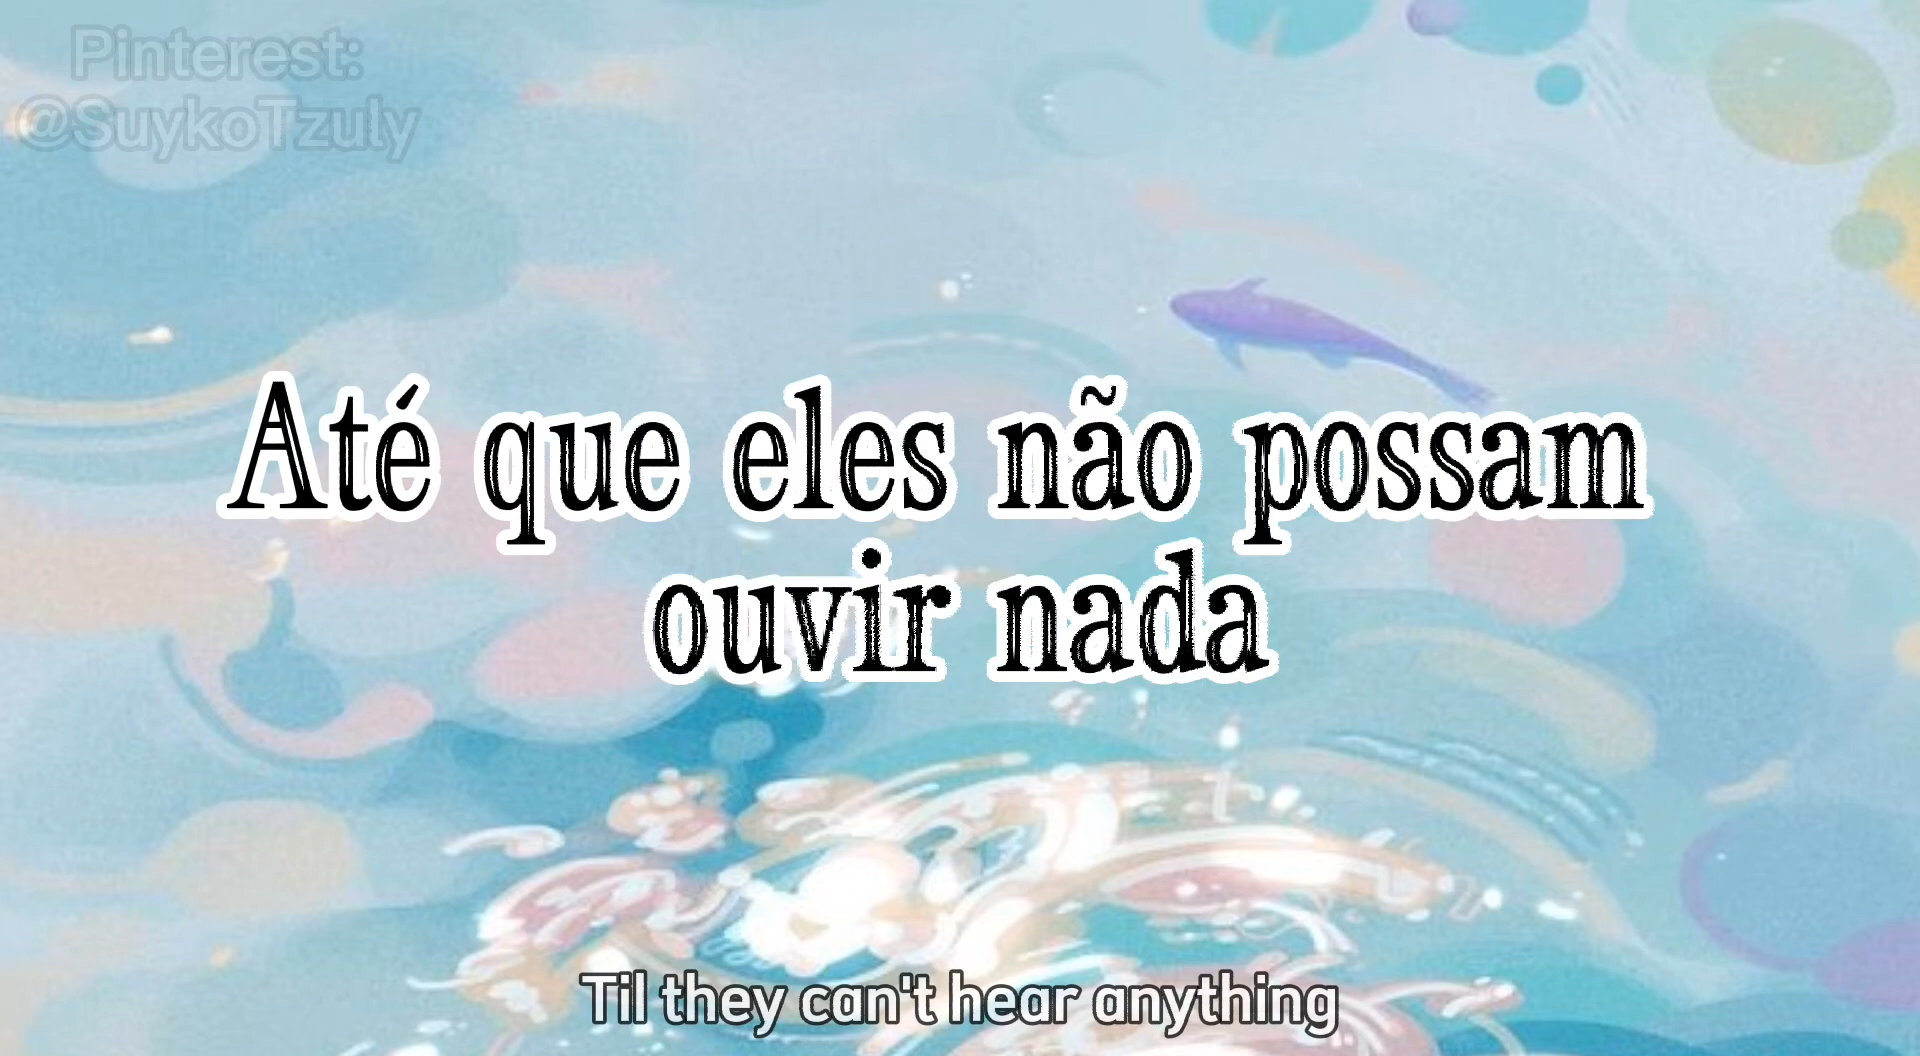 Pinterest:
@SuykoTzuly
Até que eles não possam
ouvir nada
Til they can't hear anything